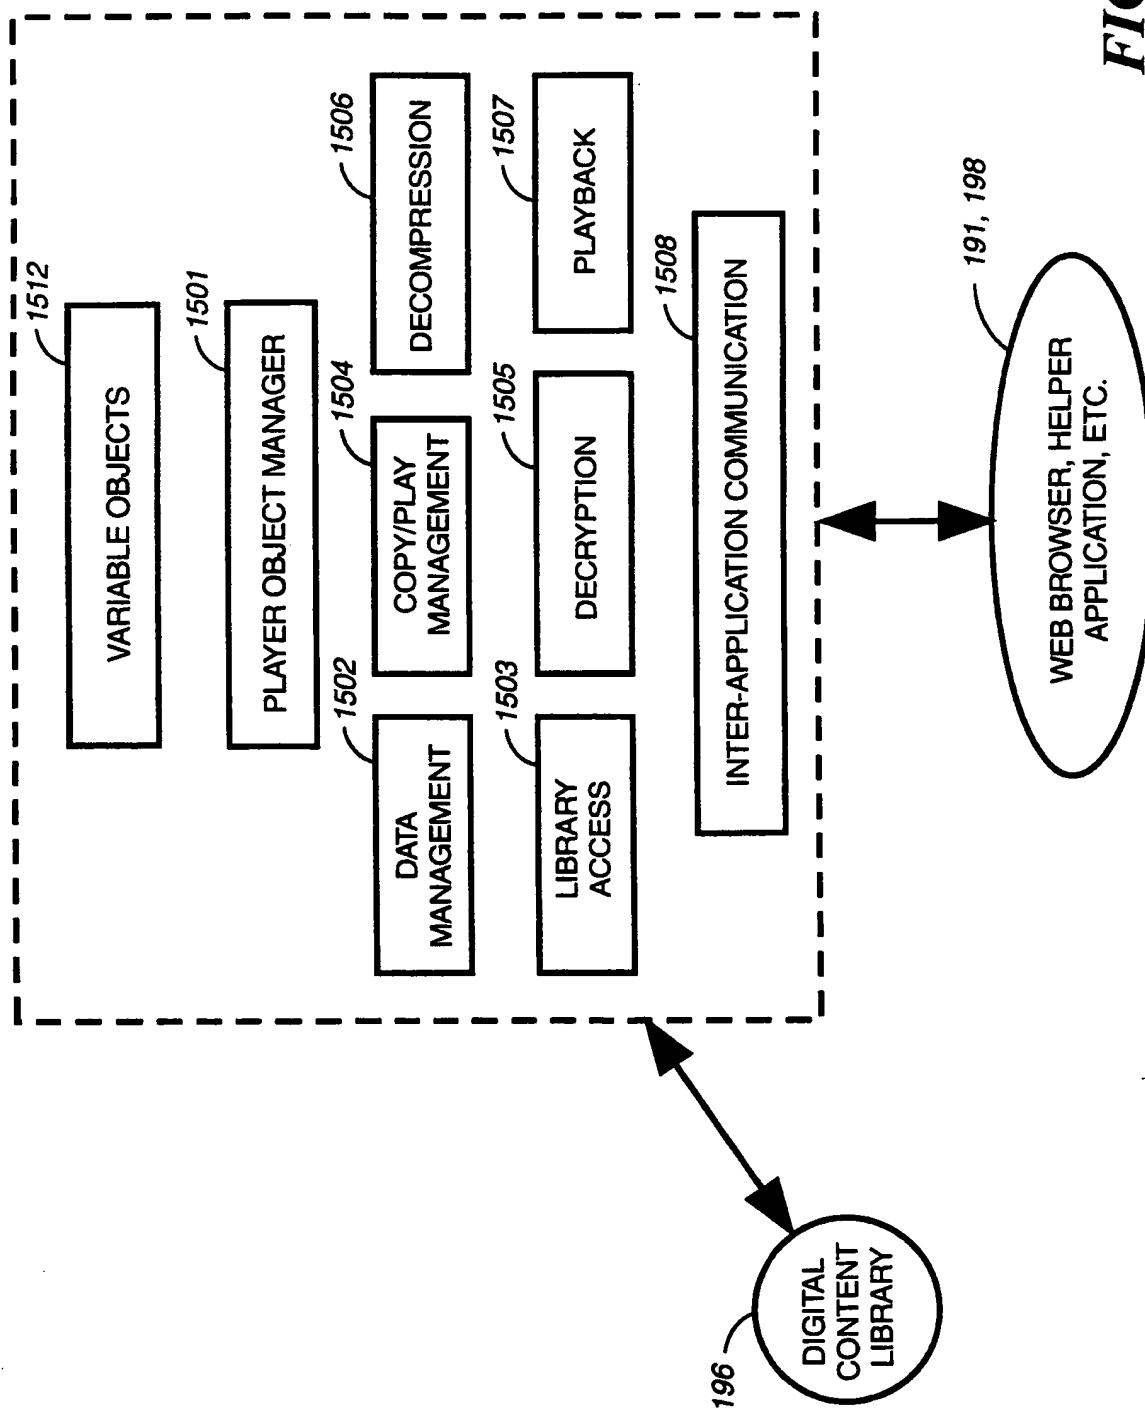 1512
VARIABLE OBJECTS
1501
PLAYER OBJECT MANAGER
1502
DATA
MANAGEMENT
1504
COPY/PLAY
MANAGEMENT
1506
DECOMPRESSION
1503
LIBRARY
ACCESS
1505
DECRYPTION
1507
PLAYBACK
1508
INTER-APPLICATION COMMUNICATION
196
DIGITAL
CONTENT
LIBRARY
191, 198
WEB BROWSER, HELPER
APPLICATION, ETC.